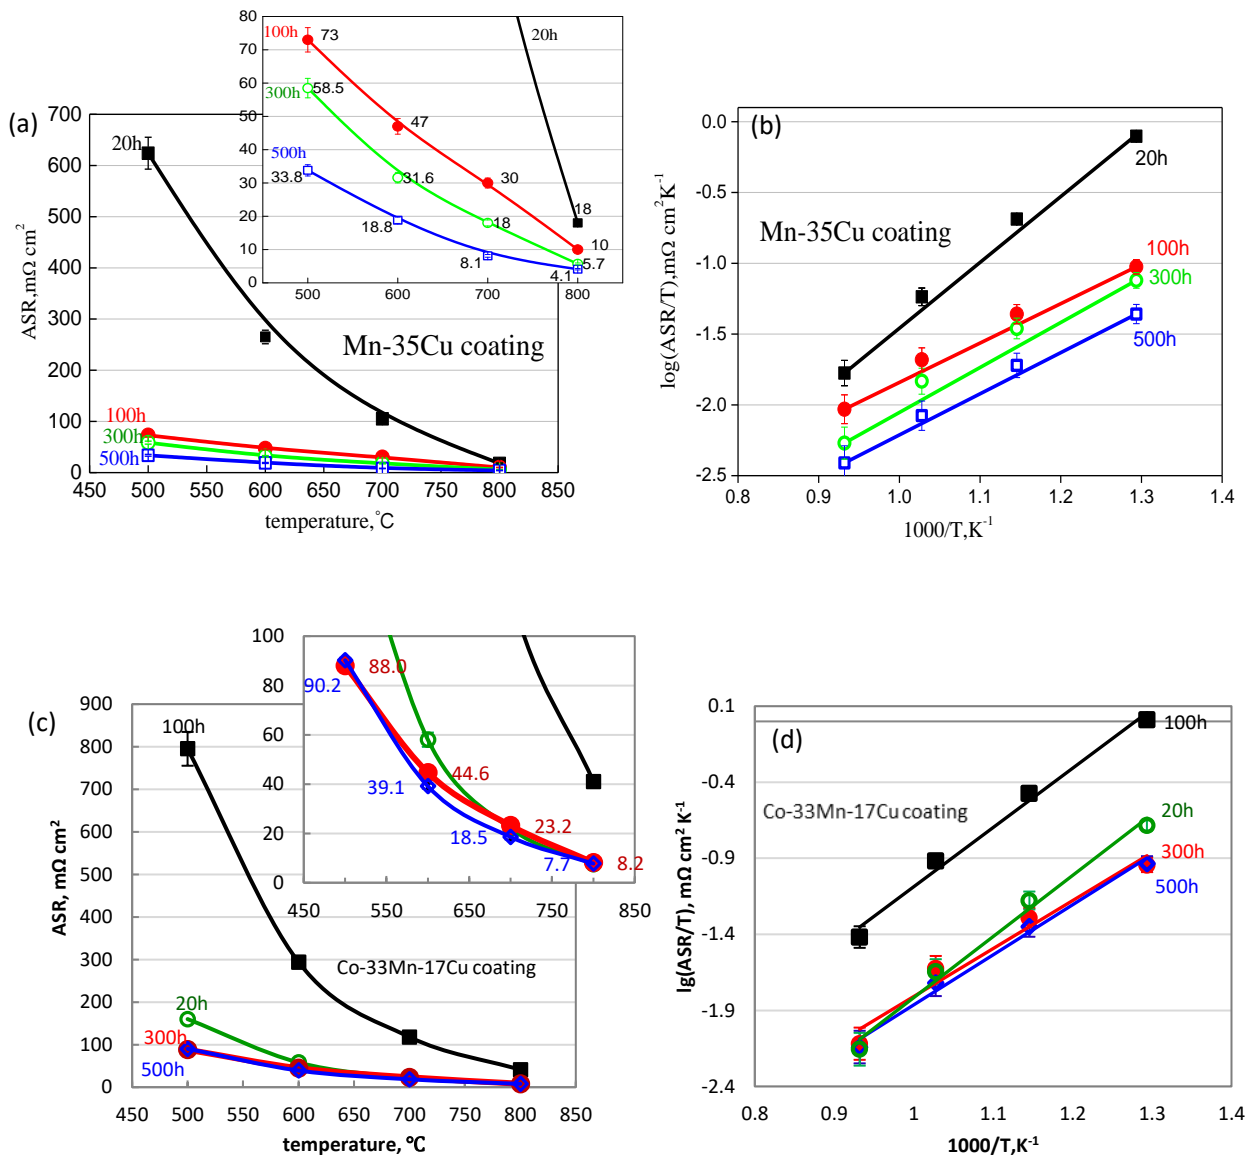 (a)
ASR,mΩ cm²
700
600
500
400
300
200
100
0
450 500 550 600 650 700 750 800 850
temperature,℃
20h
100h
300h
500h
Mn-35Cu coating
80
70
60
50
40
30
20
10
0
500 600 700 800
100h
73
300h
58.5
47
20h
500h
33.8
31.6
30
18.8
18
18
8.1
10
5.7
4.1
(b)
log(ASR/T),mΩ cm²K⁻¹
0.0
-0.5
-1.0
-1.5
-2.0
-2.5
0.8 0.9 1.0 1.1 1.2 1.3 1.4
1000/T,K⁻¹
Mn-35Cu coating
20h
100h
300h
500h
(c)
ASR, mΩ cm²
900
800
700
600
500
400
300
200
100
0
450 500 550 600 650 700 750 800 850
temperature, ℃
100h
20h
300h
500h
Co-33Mn-17Cu coating
100
80
60
40
20
0
450 550 650 750 850
88.0
90.2
44.6
39.1
23.2
18.5
7.7
8.2
(d)
lg(ASR/T), mΩ cm² K⁻¹
0.1
-0.4
-0.9
-1.4
-1.9
-2.4
0.8 0.9 1 1.1 1.2 1.3 1.4
1000/T,K⁻¹
Co-33Mn-17Cu coating
100h
20h
300h
500h